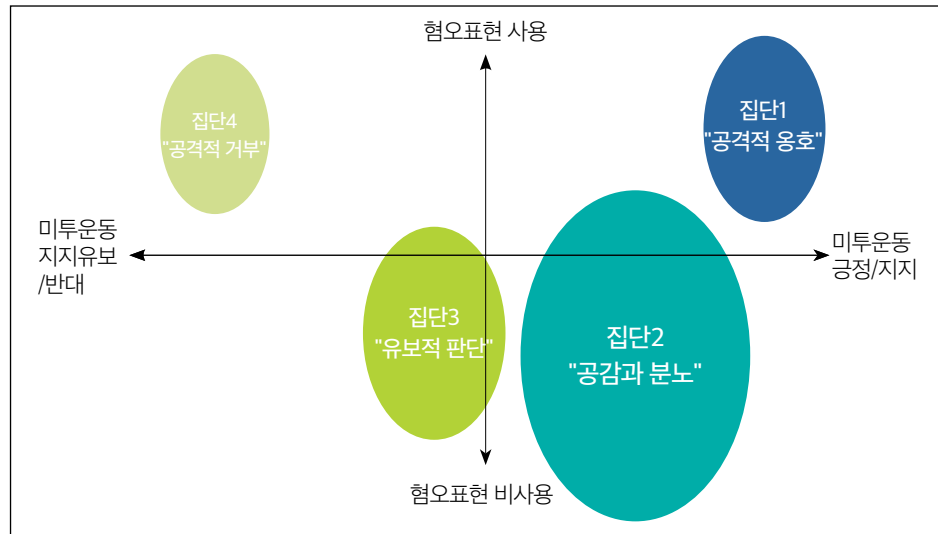 혐오표현 사용
집단4
"공격적 거부"
집단1
"공격적 옹호"
미투운동
지지유보
/반대
미투운동
긍정/지지
집단3
"유보적 판단"
집단2
"공감과 분노"
혐오표현 비사용